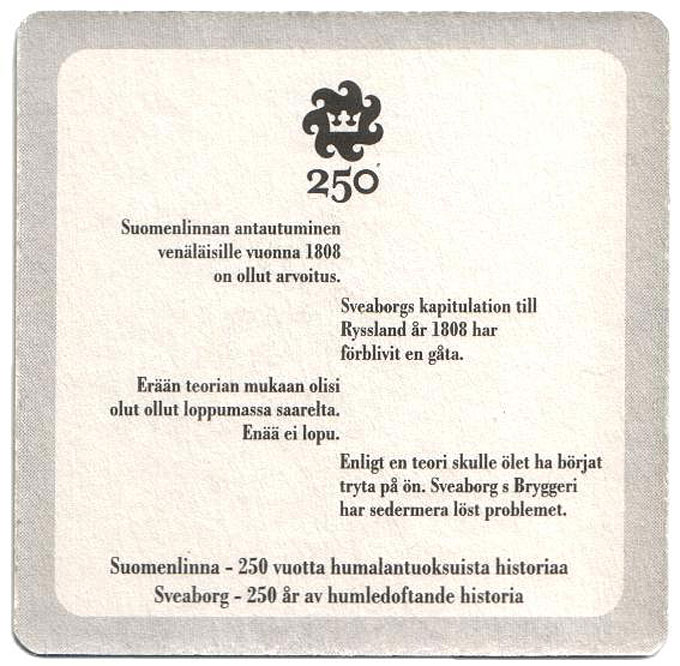 250
Suomenlinnan antautuminen
venäläisille vuonna 1808
on ollut arvoitus.
Sveaborgs kapitulation till
Ryssland år 1808 har
förblivit en gåta.
Erään teorian mukaan olisi
olut ollut loppumassa saarelta.
Enää ei lopu.
Enligt en teori skulle ölet ha börjat
tryta på ön. Sveaborg s Bryggeri
har sedermera löst problemet.
Suomenlinna - 250 vuotta humalantuoksuista historiaa
Sveaborg - 250 år av humledoftande historia